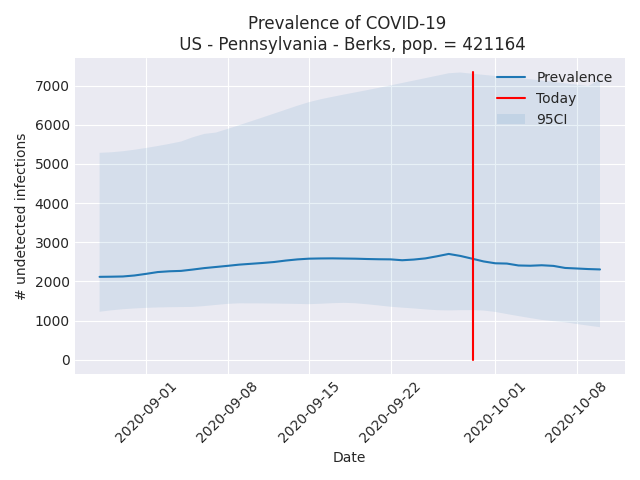 Prevalence of COVID-19
US - Pennsylvania - Berks, pop. = 421164
Prevalence
Today
95CI
# undetected infections
7000
6000
5000
4000
3000
2000
1000
0
2020-09-01
2020-09-08
2020-09-15
2020-09-22
2020-10-01
2020-10-08
Date